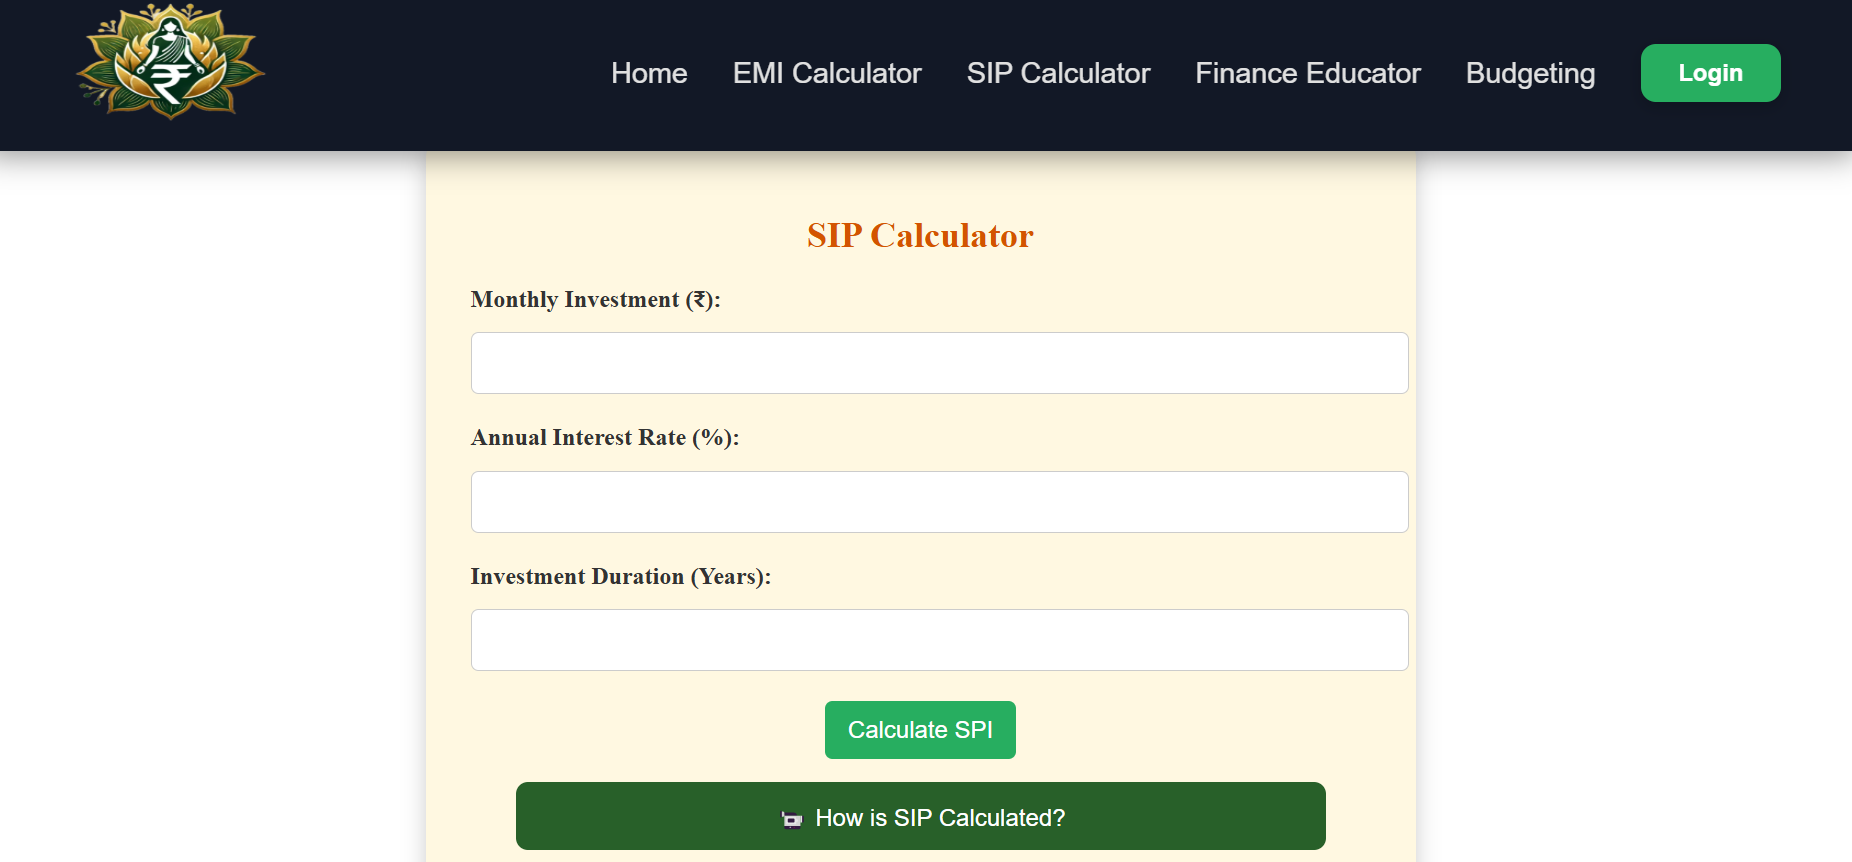 ₹
Home EMI Calculator SIP Calculator Finance Educator Budgeting Login
SIP Calculator
Monthly Investment (₹):
Annual Interest Rate (%):
Investment Duration (Years):
Calculate SPI
How is SIP Calculated?